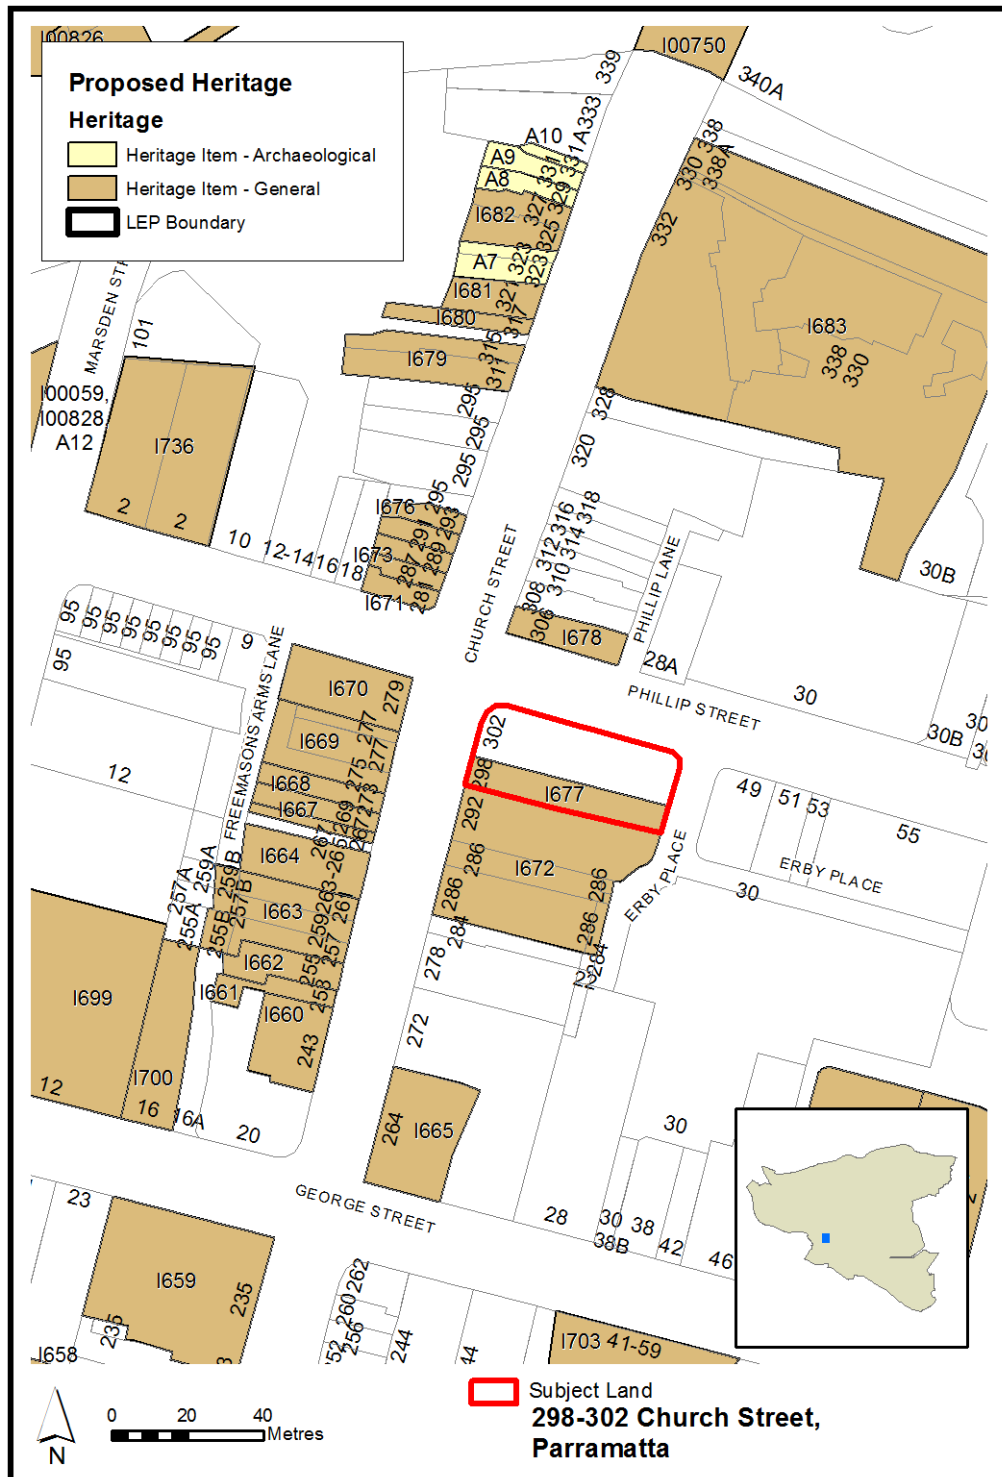 I00826
I00750
Proposed Heritage
Heritage
Heritage Item - Archaeological
Heritage Item - General
LEP Boundary
339
340A
333
A10
331A
338
338A
A9
331
330
A8
329
327
332
I682
325
A7
323
323
MARSDEN STR
I681
321
I680
317
101
I683
315
338
330
I679
311
I00059,
I00828,
A12
295
328
295
320
I736
295
295
I676
293
291
318
316
2
2
10
12-14
16
18
I673
289
287
314
312
310
CHURCH STREET
PHILLIP LANE
30B
I671
281
308
306
I678
95
95
95
95
95
95
95
95
9
95
FREEMASONS ARMS LANE
28A
30
PHILLIP STREET
I670
279
30B
30
302
I669
277
277
12
I668
275
298
I677
49
51
53
55
I667
273
269
267
292
ERBY PLACE
ERBY PLACE
30
I664
267
286
I672
286
259A
259B
257A
257B
263-265
261
286
I663
255A
255B
259
257
284
286
284
I662
255
278
I661
253
I699
I660
272
243
I700
12
16
16A
20
264
I665
30
GEORGE STREET
28
30
38
38B
42
46
23
I659
235
235
I658
262
260
256
252
244
44
I703
41-59
N
0
20
40
Metres
Subject Land
298-302 Church Street,
Parramatta